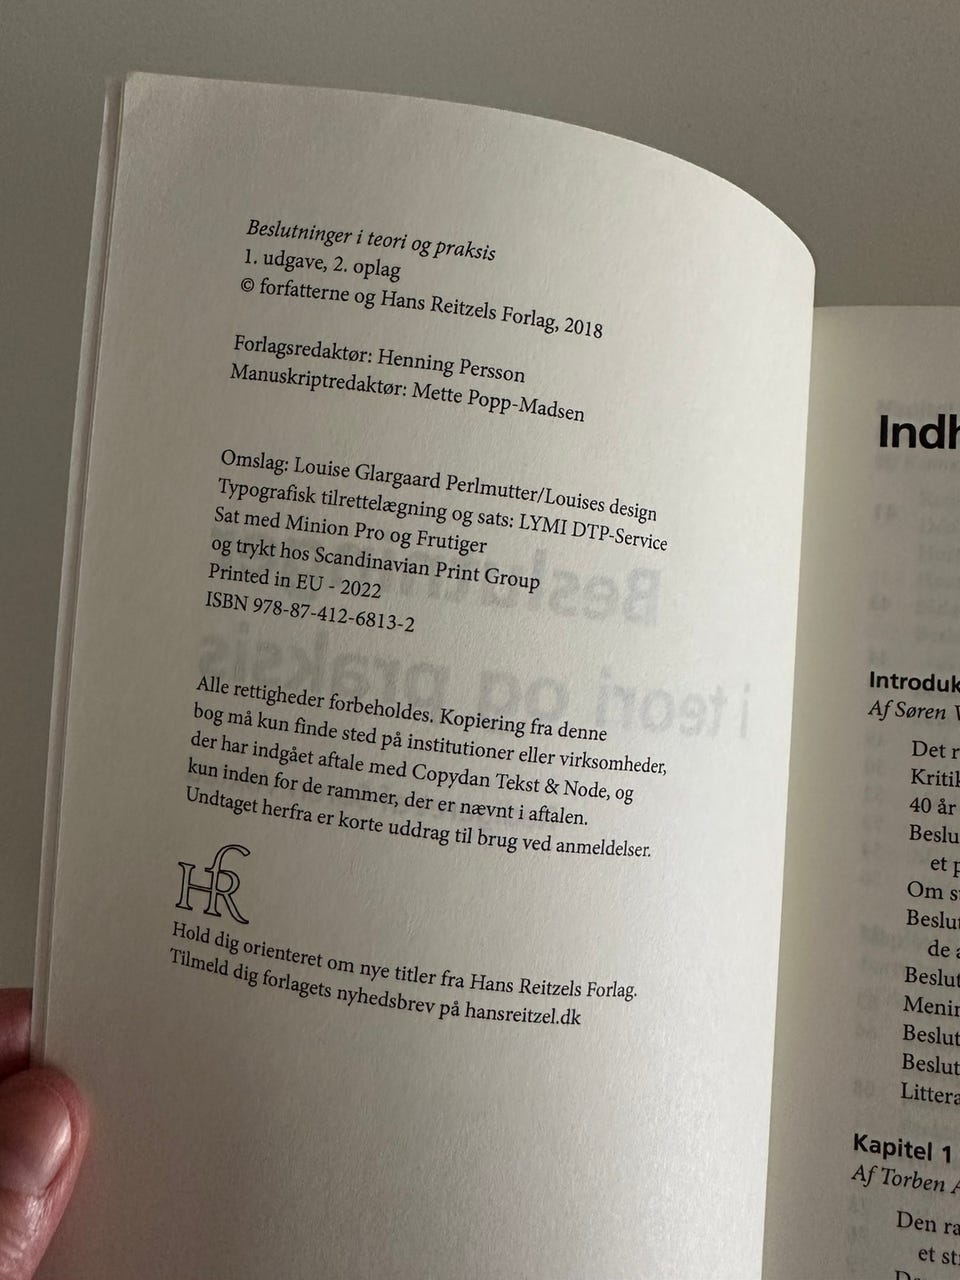 Beslutninger i teori og praksis
1. udgave, 2. oplag
© forfatterne og Hans Reitzels Forlag, 2018
Forlagsredaktør: Henning Persson
Manuskriptredaktør: Mette Popp-Madsen
Omslag: Louise Glargaard Perlmutter/Louises design
Typografisk tilrettelægning og sats: LYMI DTP-Service
Sat med Minion Pro og Frutiger
og trykt hos Scandinavian Print Group
Printed in EU - 2022
ISBN 978-87-412-6813-2
Alle rettigheder forbeholdes. Kopiering fra denne
bog må kun finde sted på institutioner eller virksomheder,
der har indgået aftale med Copydan Tekst & Node, og
kun inden for de rammer, der er nævnt i aftalen.
Undtaget herfra er korte uddrag til brug ved anmeldelser.
HR
Hold dig orienteret om nye titler fra Hans Reitzels Forlag.
Tilmeld dig forlagets nyhedsbrev på hansreitzel.dk
Indh
Introduk
Af Søren
Det r
Kritik
40 år
Beslu
et p
Om s
Beslut
de a
Beslut
Menin
Beslut
Beslut
Littera
Kapitel 1
Af Torben A
Den ra
et st